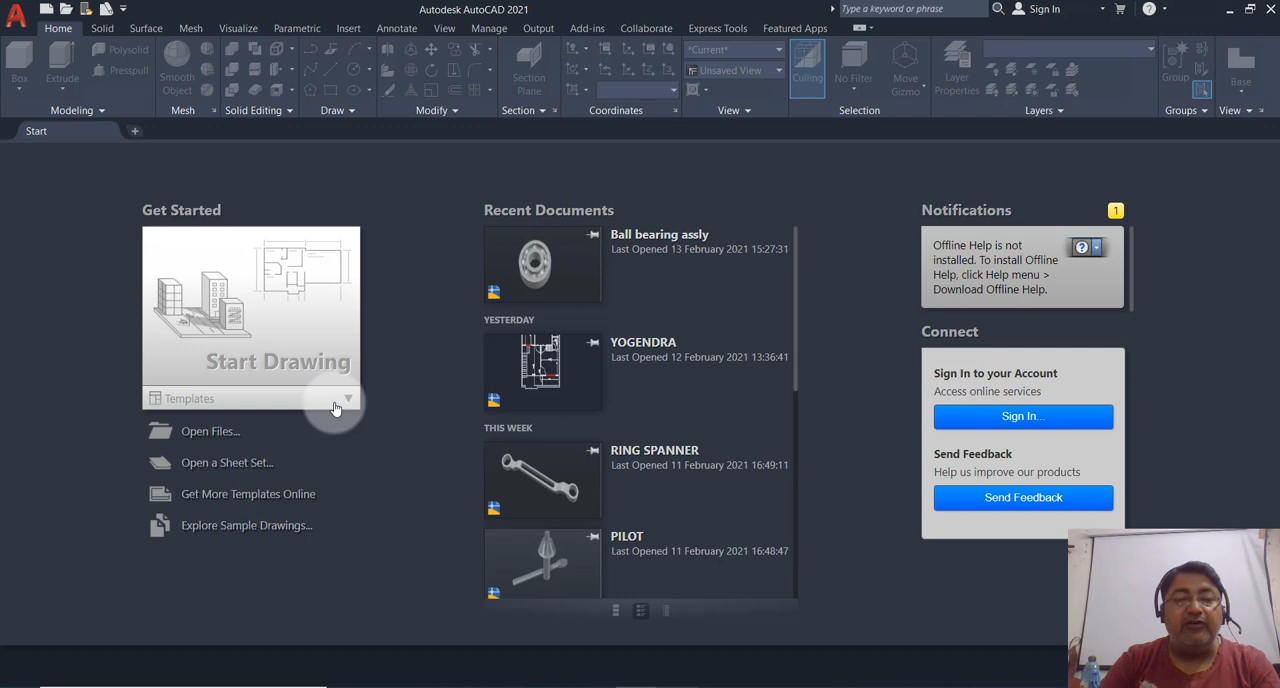 Autodesk AutoCAD 2021
Type a keyword or phrase
Sign In
Home Solid Surface Mesh Visualize Parametric Insert Annotate View Manage Output Add-ins Collaborate Express Tools Featured Apps
Box
Extrude
Polysolid
Presspull
Smooth
Object
Section
Plane
*Current*
Unsaved View
Culling
No Filter
Move
Gizmo
Layer
Properties
Group
Base
Modeling Mesh Solid Editing Draw Modify Section Coordinates View Selection Layers Groups View
Start
Get Started
Start Drawing
Templates
Open Files...
Open a Sheet Set...
Get More Templates Online
Explore Sample Drawings...
Recent Documents
Ball bearing assly
Last Opened 13 February 2021 15:27:31
YESTERDAY
YOGENDRA
Last Opened 12 February 2021 13:36:41
THIS WEEK
RING SPANNER
Last Opened 11 February 2021 16:49:11
PILOT
Last Opened 11 February 2021 16:48:47
Notifications
1
Offline Help is not
installed. To install Offline
Help, click Help menu >
Download Offline Help.
Connect
Sign In to your Account
Access online services
Sign In...
Send Feedback
Help us improve our products
Send Feedback